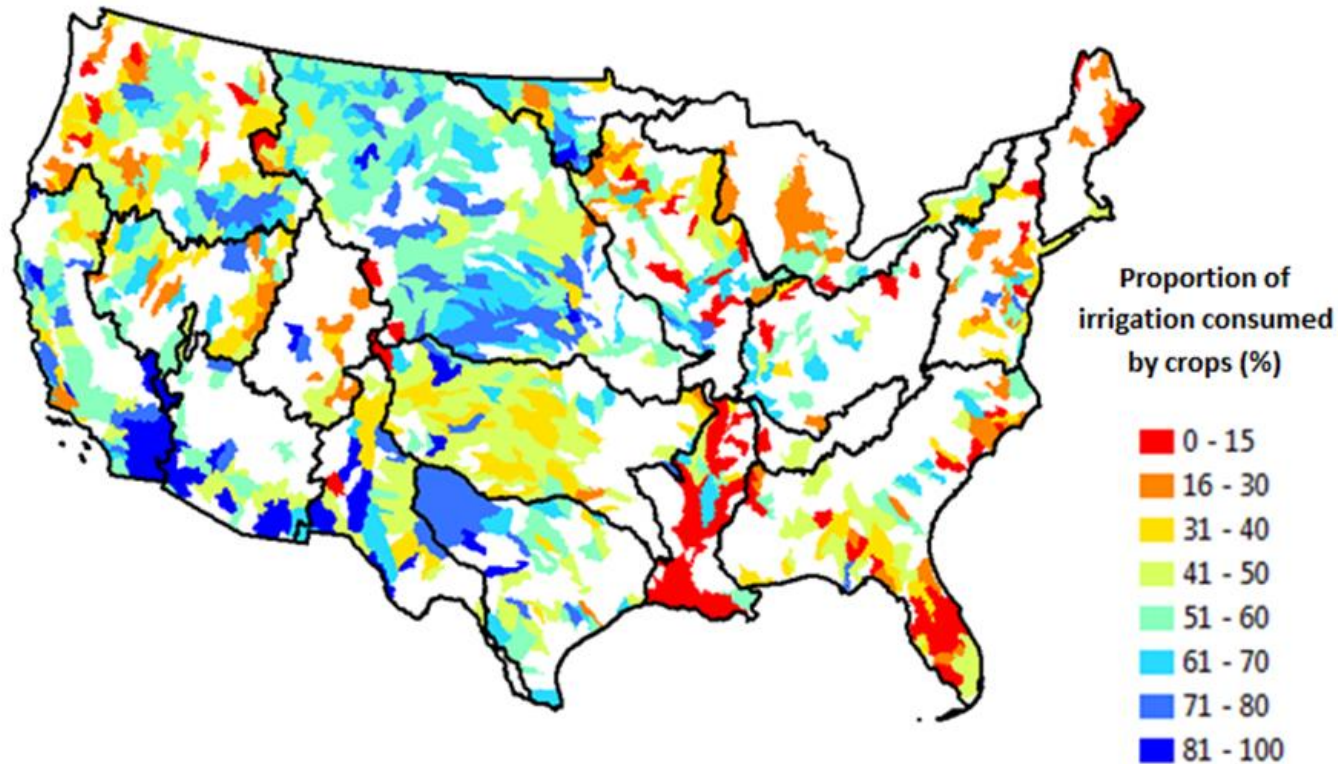 Proportion of
irrigation consumed
by crops (%)
0 - 15
16 - 30
31 - 40
41 - 50
51 - 60
61 - 70
71 - 80
81 - 100